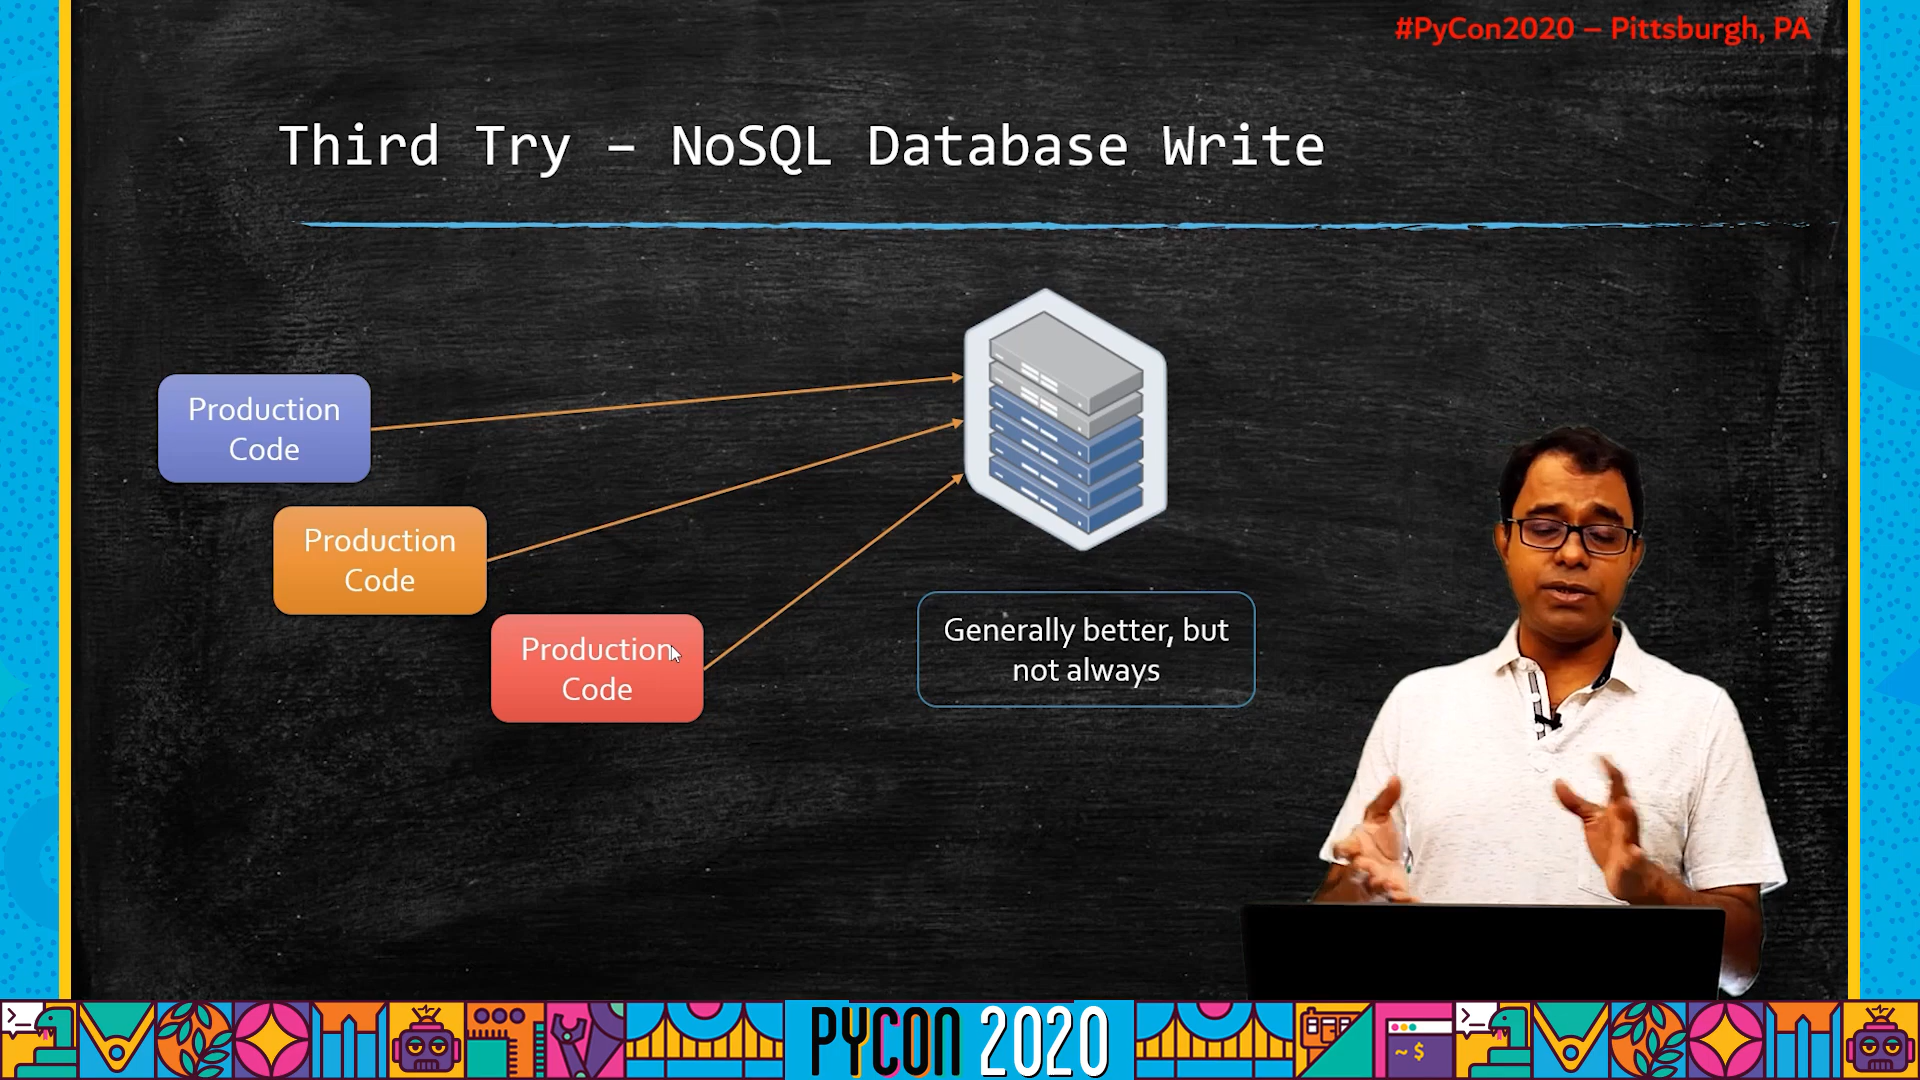 #PyCon2020 – Pittsburgh, PA
Third Try – NoSQL Database Write
Production
Code
Production
Code
Production
Code
Generally better, but
not always
PYCON 2020
~ $